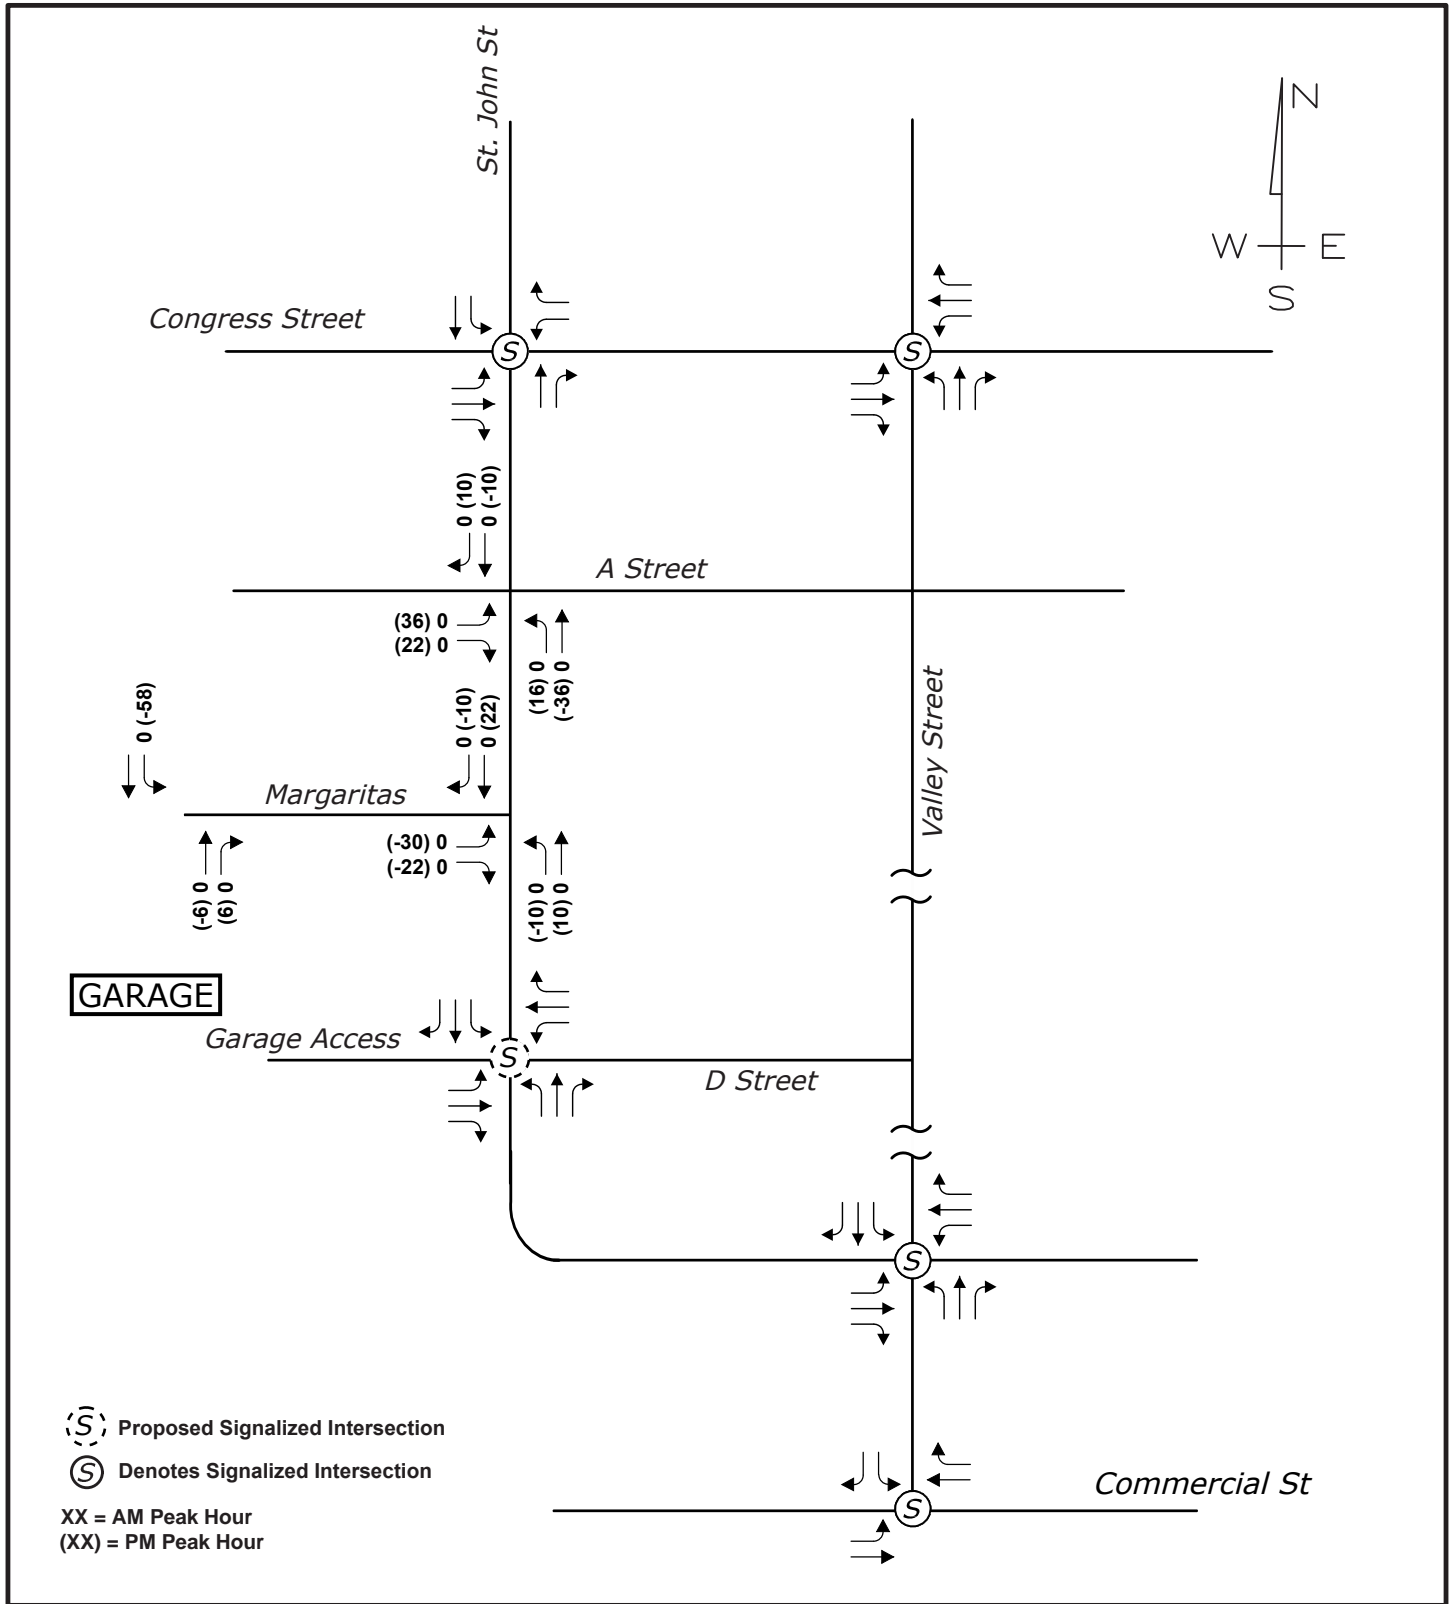 St. John St
N
W E
S
Congress Street
S
S
0 (10)
0 (-10)
A Street
(36) 0
(22) 0
(16) 0
(-36) 0
0 (-58)
0 (-10)
0 (22)
Valley Street
Margaritas
(-30) 0
(-22) 0
(-6) 0
(6) 0
(-10) 0
(10) 0
GARAGE
Garage Access
S
D Street
S
S Proposed Signalized Intersection
S Denotes Signalized Intersection
Commercial St
S
XX = AM Peak Hour
(XX) = PM Peak Hour